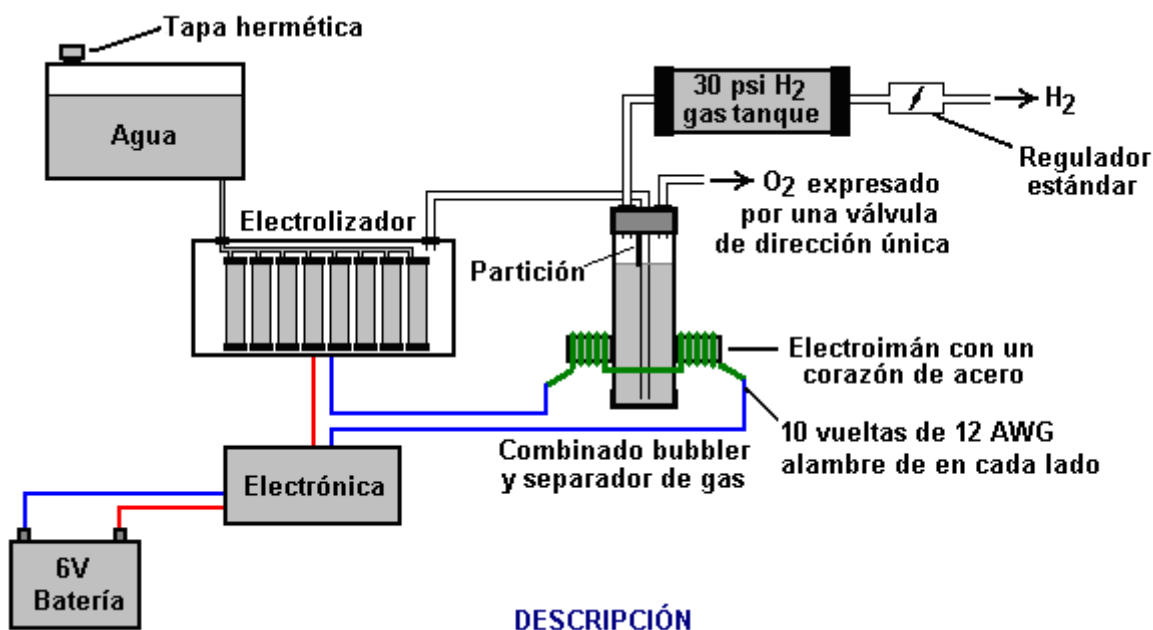 Tapa hermética
Agua
30 psi H2
gas tanque
H2
Regulador
estándar
O2 expresado
por una válvula
de dirección única
Electrolizador
Partición
Electroimán con un
corazón de acero
10 vueltas de 12 AWG
alambre de en cada lado
Combinado bubbler
y separador de gas
Electrónica
6V
Batería
DESCRIPCIÓN